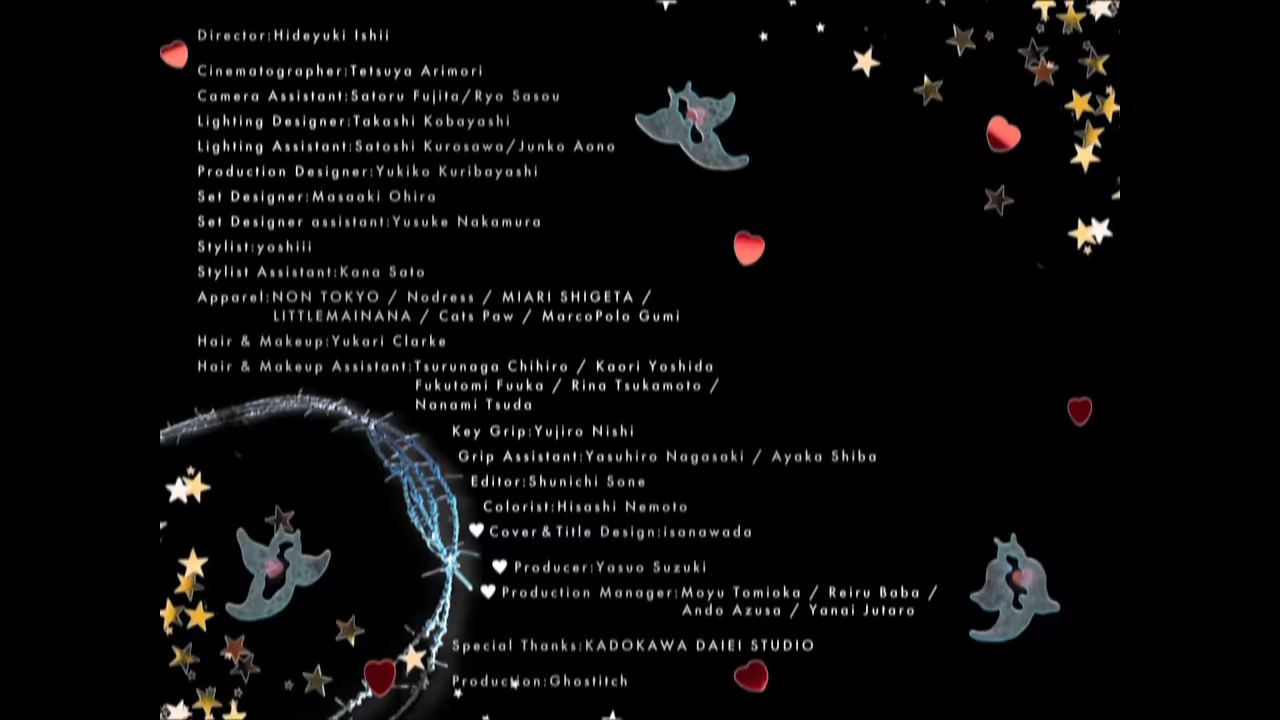 Director:Hideyuki Ishii
Cinematographer:Tetsuya Arimori
Camera Assistant:Satoru Fujita/Ryo Sasou
Lighting Designer:Takashi Kobayashi
Lighting Assistant:Satoshi Kurosawa/Junko Aono
Production Designer:Yukiko Kuribayashi
Set Designer:Masaaki Ohira
Set Designer assistant:Yusuke Nakamura
Stylist:yoshiii
Stylist Assistant:Kana Sato
Apparel:NON TOKYO / Nodress / MIARI SHIGETA /
LITTLEMAINANA / Cats Paw / MarcoPolo Gumi
Hair & Makeup:Yukari Clarke
Hair & Makeup Assistant:Tsurunaga Chihiro / Kaori Yoshida
Fukutomi Fuuka / Rina Tsukamoto /
Nanami Tsuda
Key Grip:Yujiro Nishi
Grip Assistant:Yasuhiro Nagasaki / Ayaka Shiba
Editor:Shunichi Sone
Colorist:Hisashi Nemoto
Cover&Title Design:isanawada
Producer:Yasuo Suzuki
Production Manager:Moyu Tomioka / Reiru Baba /
Ando Azusa / Yanai Jutaro
Special Thanks:KADOKAWA DAIEI STUDIO
Production:Ghostitch